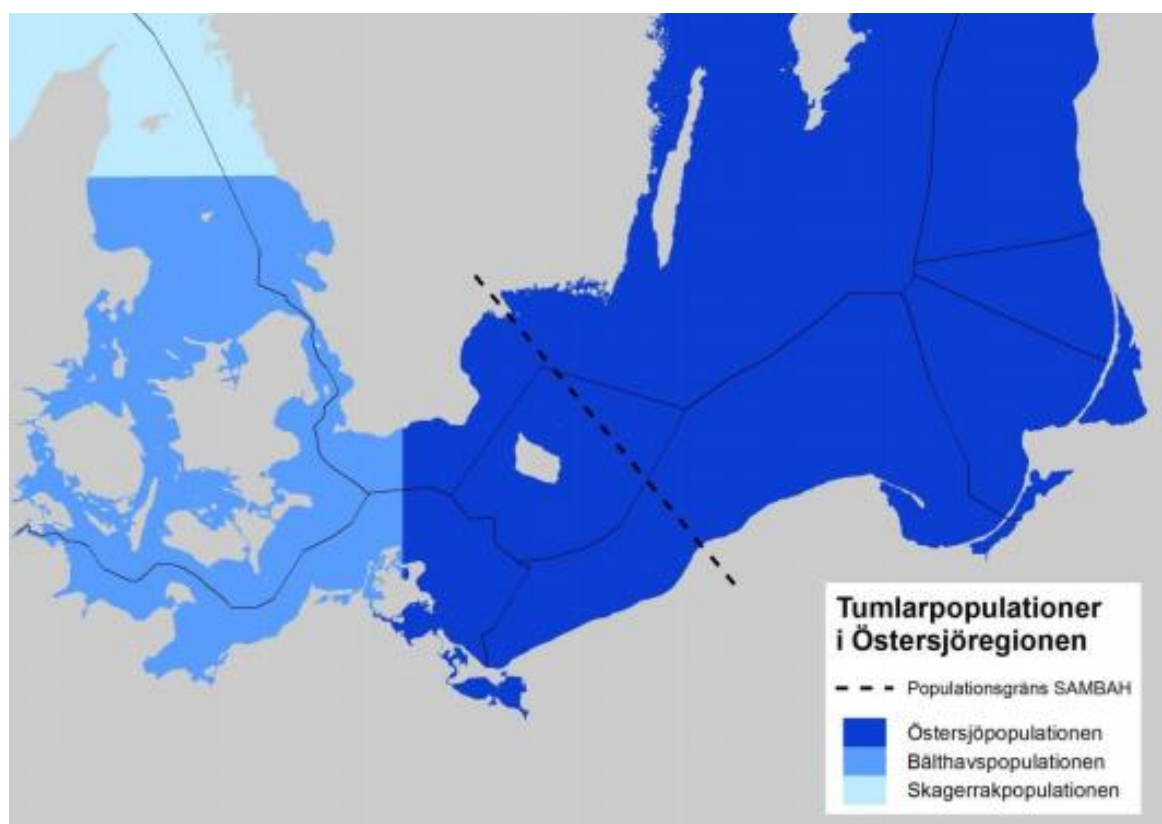 Tumlarpopulationer
i Östersjöregionen
Populationsgräns SAMBAH
Östersjöpopulationen
Bälthavspopulationen
Skagerrakpopulationen